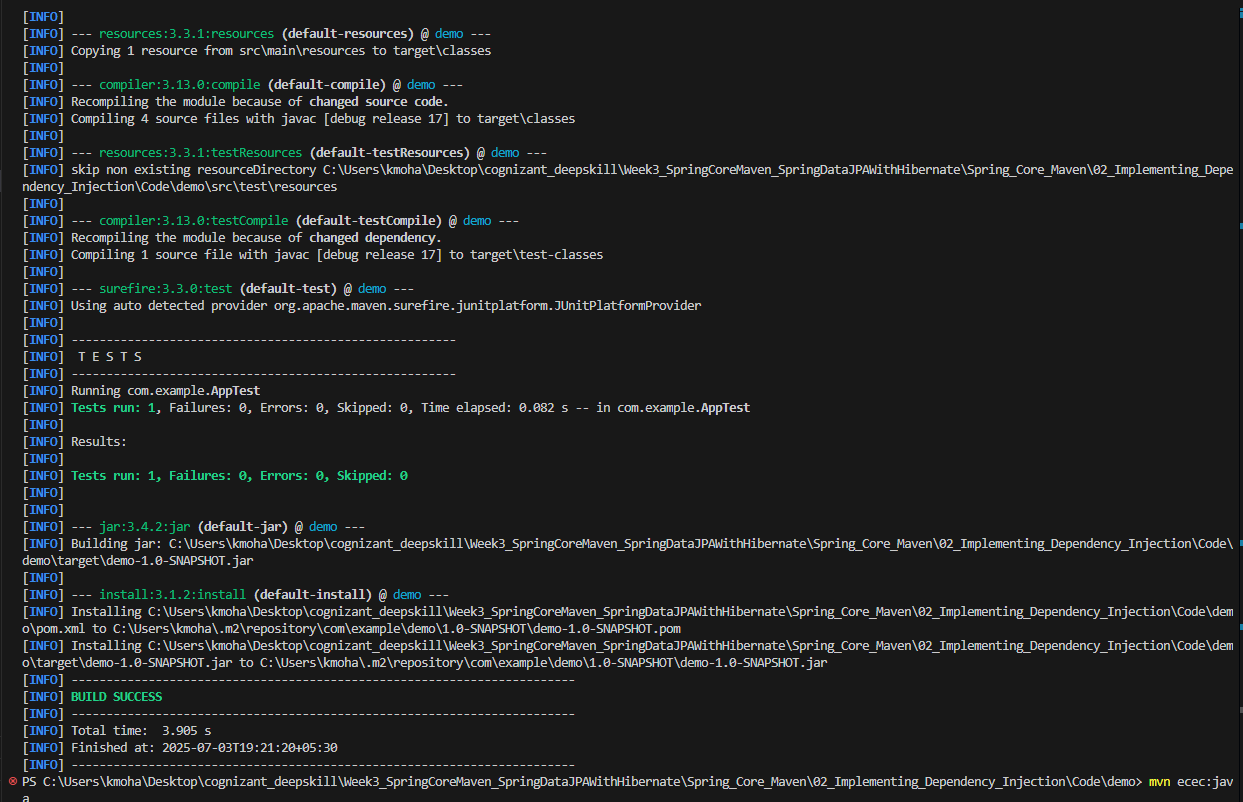 [INFO]
[INFO] --- resources:3.3.1:resources (default-resources) @ demo ---
[INFO] Copying 1 resource from src\main\resources to target\classes
[INFO]
[INFO] --- compiler:3.13.0:compile (default-compile) @ demo ---
[INFO] Recompiling the module because of changed source code.
[INFO] Compiling 4 source files with javac [debug release 17] to target\classes
[INFO]
[INFO] --- resources:3.3.1:testResources (default-testResources) @ demo ---
[INFO] skip non existing resourceDirectory C:\Users\kmoha\Desktop\cognizant_deepskill\Week3_SpringCoreMaven_SpringDataJPAWithHibernate\Spring_Core_Maven\02_Implementing_Depe
ndency_Injection\Code\demo\src\test\resources
[INFO]
[INFO] --- compiler:3.13.0:testCompile (default-testCompile) @ demo ---
[INFO] Recompiling the module because of changed dependency.
[INFO] Compiling 1 source file with javac [debug release 17] to target\test-classes
[INFO]
[INFO] --- surefire:3.3.0:test (default-test) @ demo ---
[INFO] Using auto detected provider org.apache.maven.surefire.junitplatform.JUnitPlatformProvider
[INFO]
[INFO] -------------------------------------------------------
[INFO]  T E S T S
[INFO] -------------------------------------------------------
[INFO] Running com.example.AppTest
[INFO] Tests run: 1, Failures: 0, Errors: 0, Skipped: 0, Time elapsed: 0.082 s -- in com.example.AppTest
[INFO]
[INFO] Results:
[INFO]
[INFO] Tests run: 1, Failures: 0, Errors: 0, Skipped: 0
[INFO]
[INFO]
[INFO] --- jar:3.4.2:jar (default-jar) @ demo ---
[INFO] Building jar: C:\Users\kmoha\Desktop\cognizant_deepskill\Week3_SpringCoreMaven_SpringDataJPAWithHibernate\Spring_Core_Maven\02_Implementing_Dependency_Injection\Code\
demo\target\demo-1.0-SNAPSHOT.jar
[INFO]
[INFO] --- install:3.1.2:install (default-install) @ demo ---
[INFO] Installing C:\Users\kmoha\Desktop\cognizant_deepskill\Week3_SpringCoreMaven_SpringDataJPAWithHibernate\Spring_Core_Maven\02_Implementing_Dependency_Injection\Code\dem
o\pom.xml to C:\Users\kmoha\.m2\repository\com\example\demo\1.0-SNAPSHOT\demo-1.0-SNAPSHOT.pom
[INFO] Installing C:\Users\kmoha\Desktop\cognizant_deepskill\Week3_SpringCoreMaven_SpringDataJPAWithHibernate\Spring_Core_Maven\02_Implementing_Dependency_Injection\Code\dem
o\target\demo-1.0-SNAPSHOT.jar to C:\Users\kmoha\.m2\repository\com\example\demo\1.0-SNAPSHOT\demo-1.0-SNAPSHOT.jar
[INFO] ------------------------------------------------------------------------
[INFO] BUILD SUCCESS
[INFO] ------------------------------------------------------------------------
[INFO] Total time:  3.905 s
[INFO] Finished at: 2025-07-03T19:21:20+05:30
[INFO] ------------------------------------------------------------------------
PS C:\Users\kmoha\Desktop\cognizant_deepskill\Week3_SpringCoreMaven_SpringDataJPAWithHibernate\Spring_Core_Maven\02_Implementing_Dependency_Injection\Code\demo> mvn ecec:jav
a